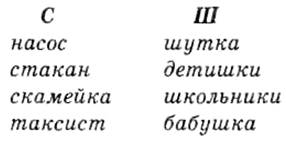 С Ш
насос шутка
стакан детишки
скамейка школьники
таксист бабушка